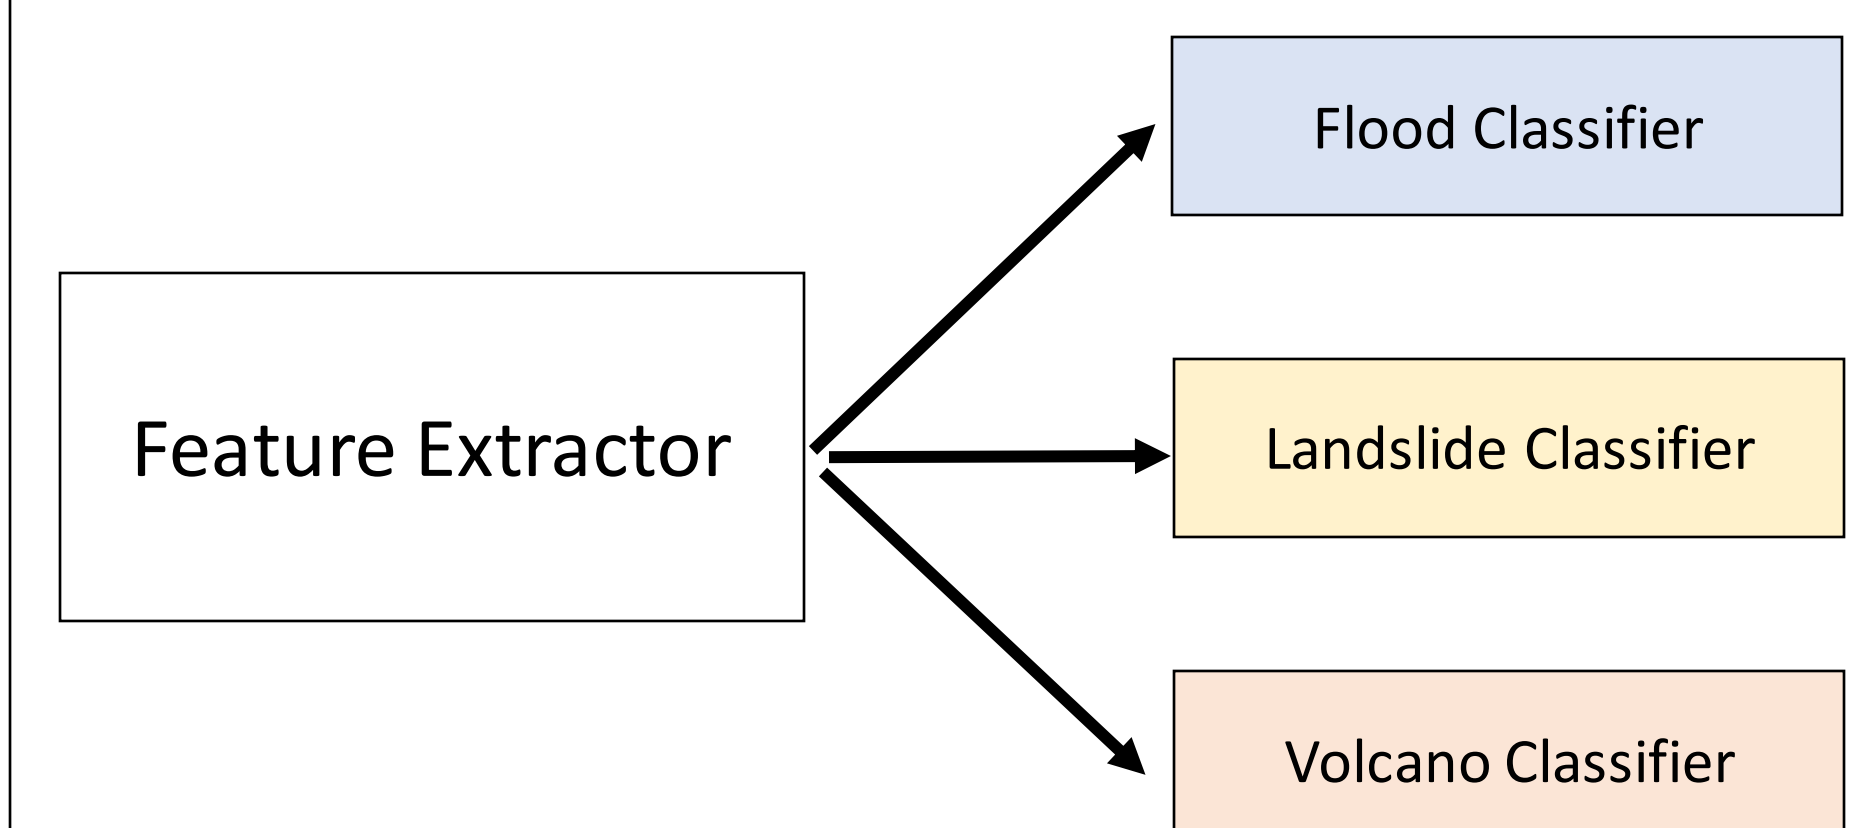 Flood Classifier
Feature Extractor
Landslide Classifier
Volcano Classifier